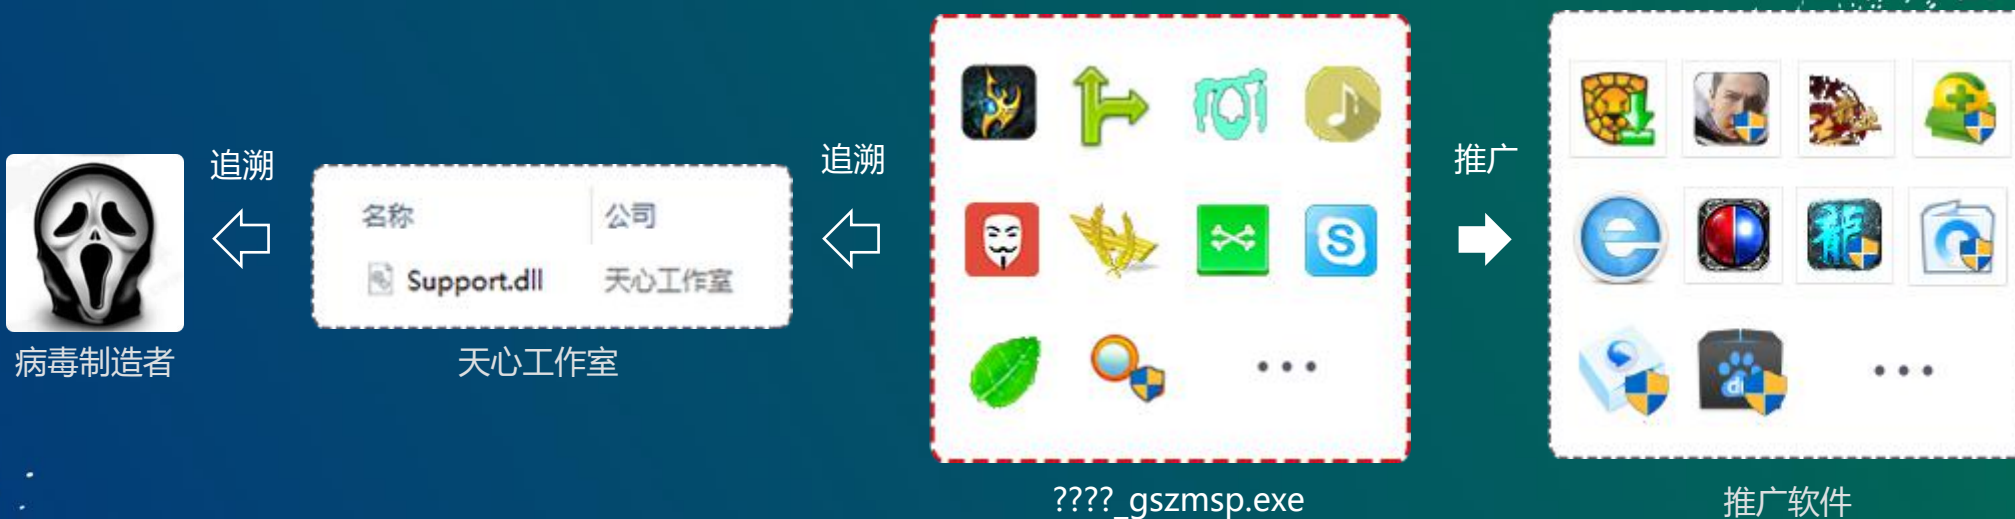 追溯
追溯
推广
名称 公司
Support.dll 天心工作室
病毒制造者
天心工作室
????_gszmsp.exe
推广软件